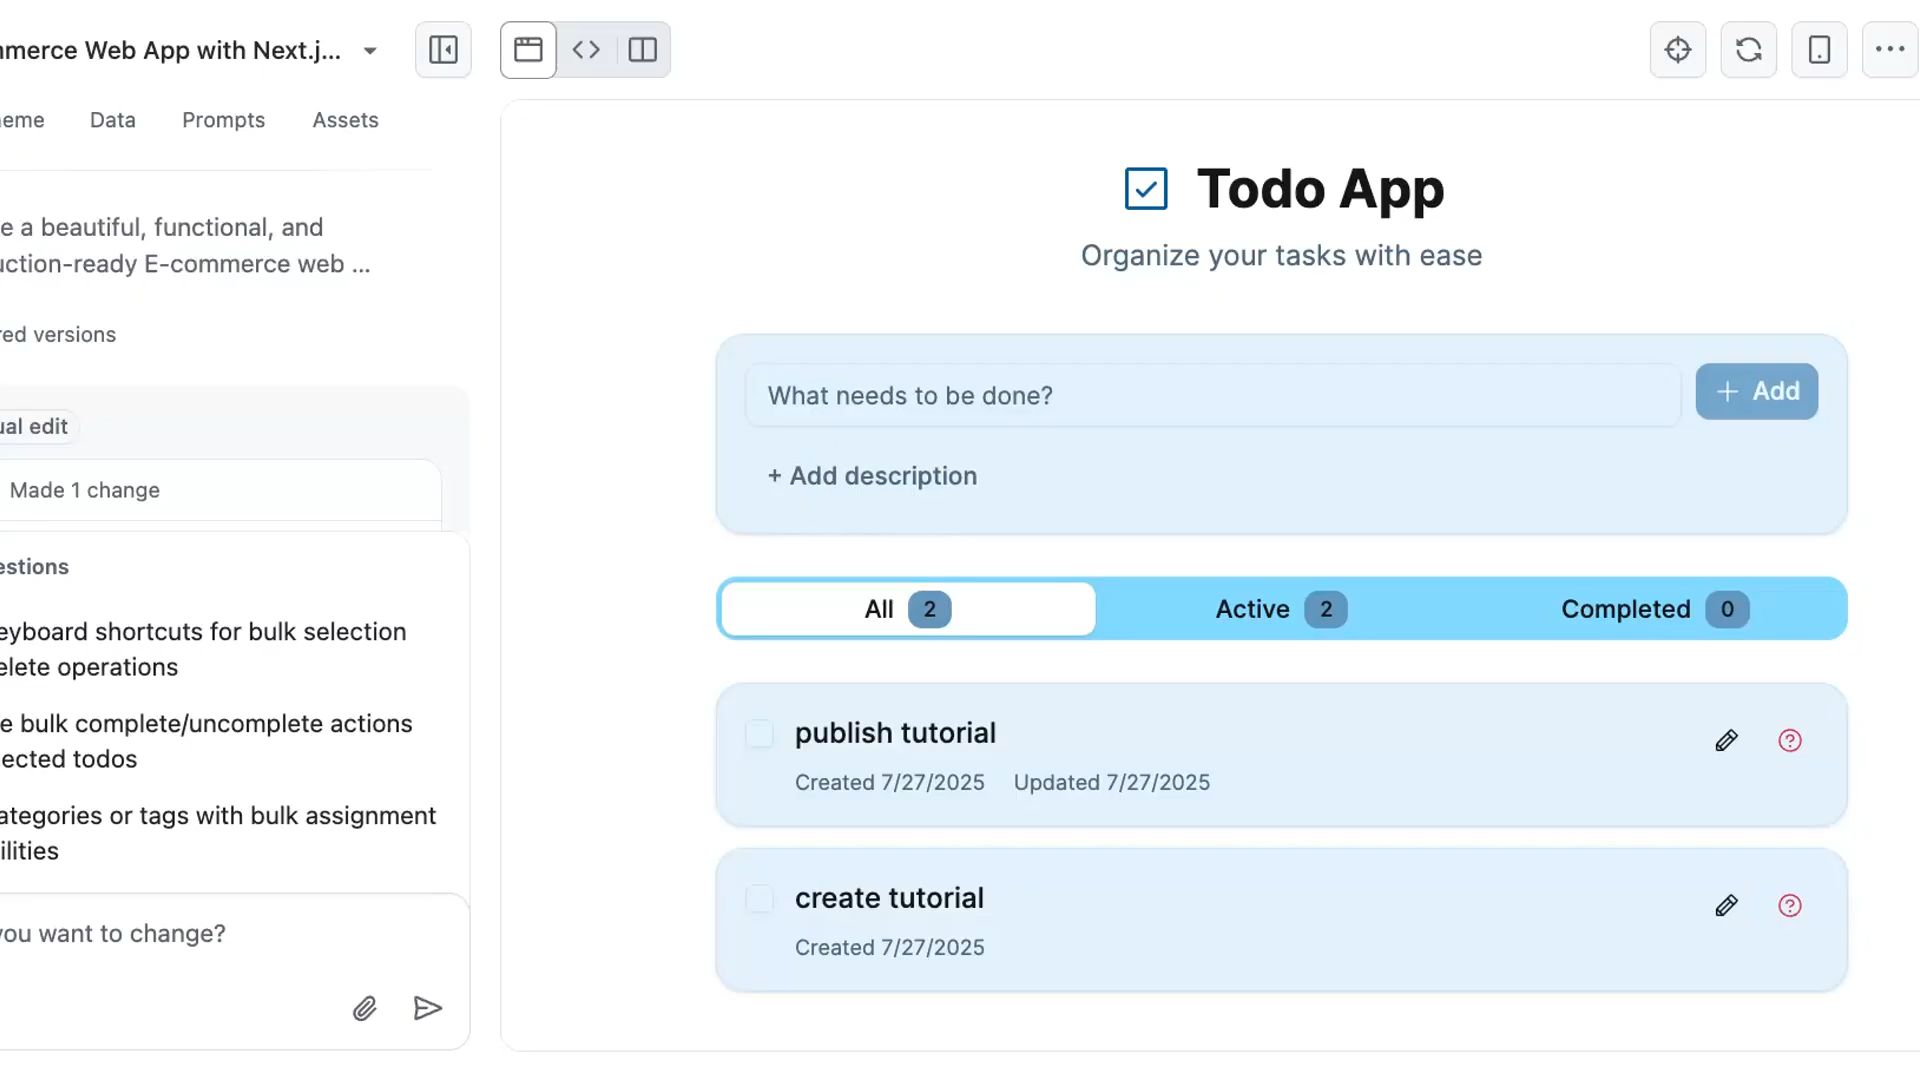 mmerce Web App with Next.j...
eme Data Prompts Assets
e a beautiful, functional, and
uction-ready E-commerce web ...
red versions
ual edit
Made 1 change
estions
eyboard shortcuts for bulk selection
elete operations
e bulk complete/uncomplete actions
ected todos
ategories or tags with bulk assignment
ilities
you want to change?
Todo App
Organize your tasks with ease
What needs to be done?
+ Add
+ Add description
All 2
Active 2
Completed 0
publish tutorial
Created 7/27/2025 Updated 7/27/2025
create tutorial
Created 7/27/2025